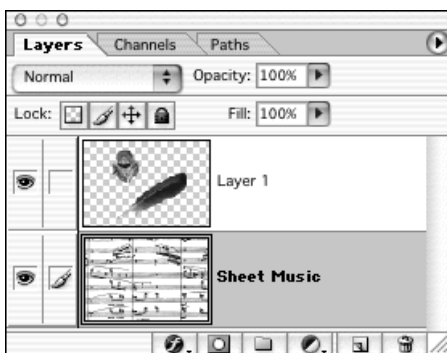 Layers Channels Paths
Normal Opacity: 100%
Lock: Fill: 100%
Layer 1
Sheet Music